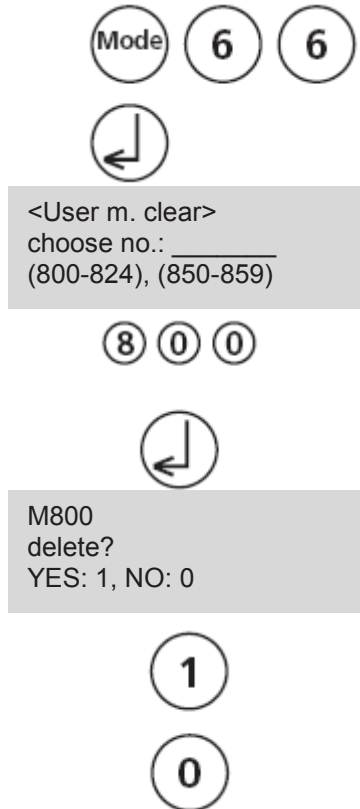 Mode 6 6
<User m. clear>
choose no.: _______
(800-824), (850-859)
8 0 0
M800
delete?
YES: 1, NO: 0
1
0